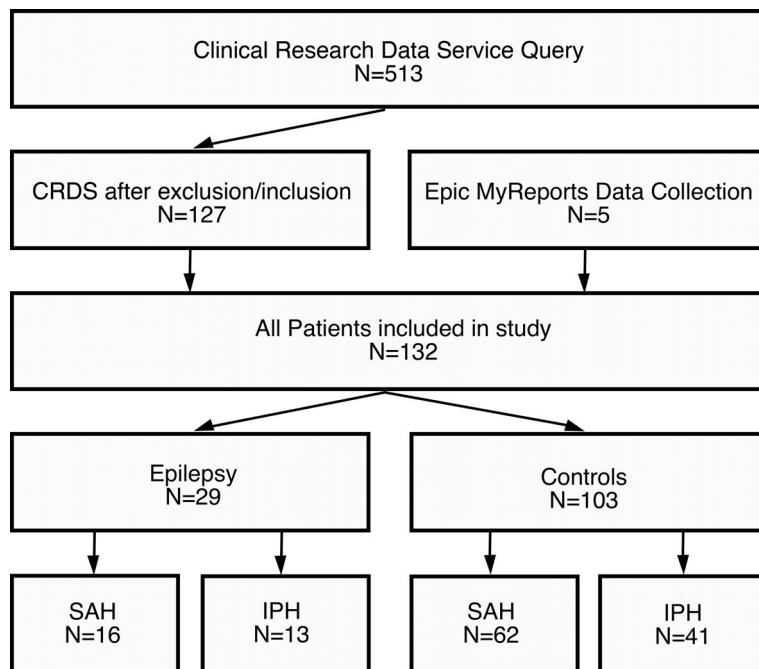 Clinical Research Data Service Query
N=513
CRDS after exclusion/inclusion
N=127
Epic MyReports Data Collection
N=5
All Patients included in study
N=132
Epilepsy
N=29
Controls
N=103
SAH
N=16
IPH
N=13
SAH
N=62
IPH
N=41